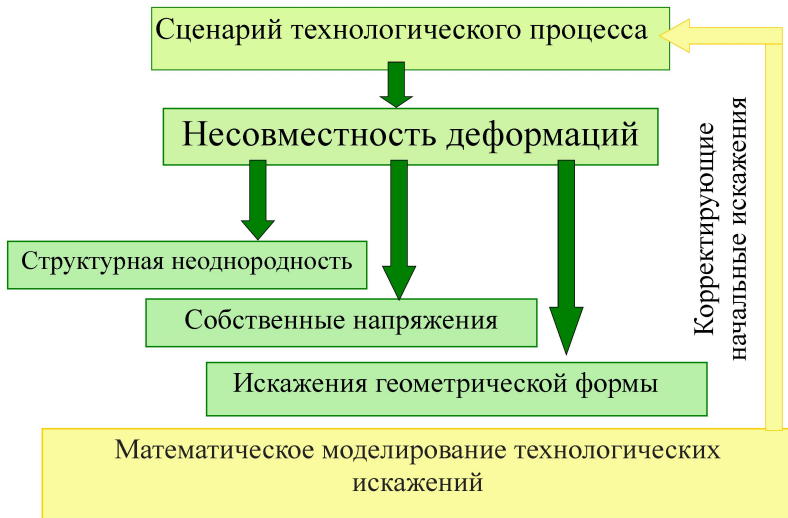 Сценарий технологического процесса
Несовместность деформаций
Структурная неоднородность
Собственные напряжения
Искажения геометрической формы
Корректирующие
начальные искажения
Математическое моделирование технологических
искажений